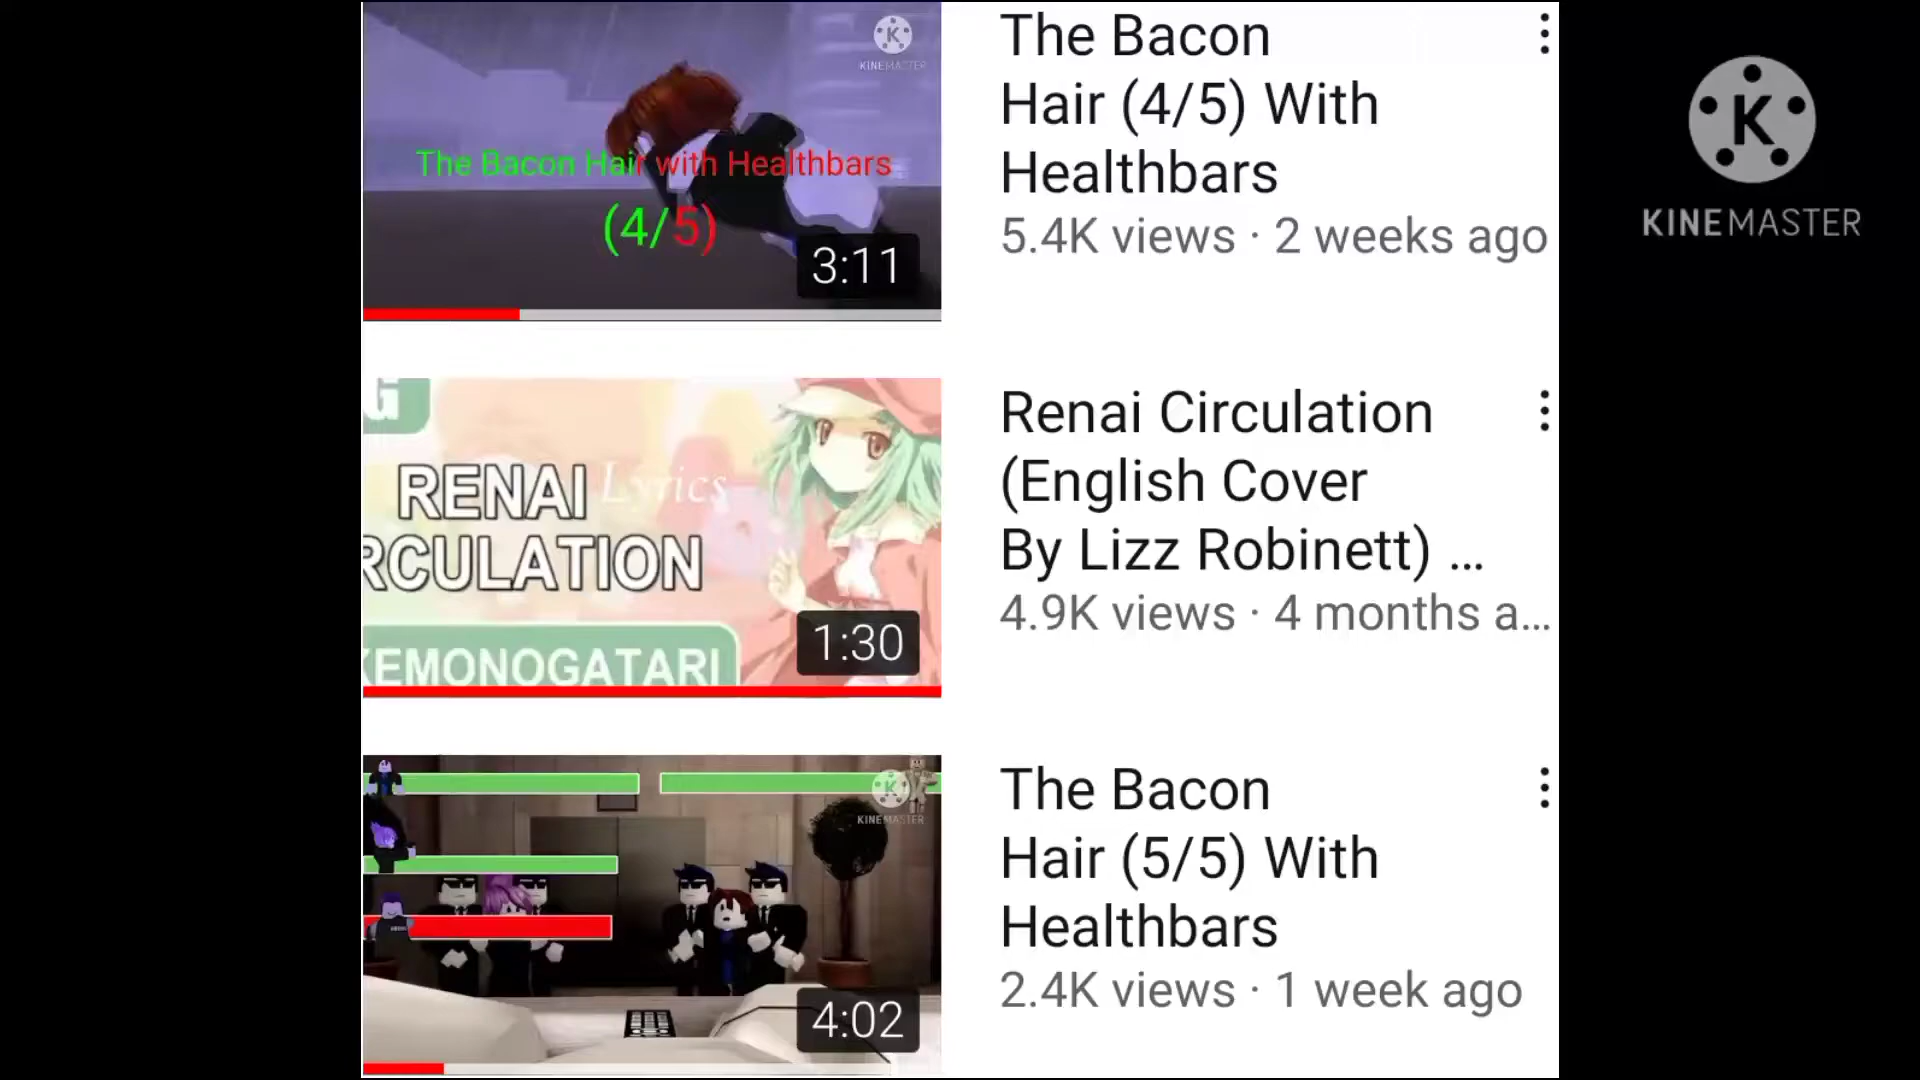 K
KINEMASTER
The Bacon Hair with Healthbars
(4/5)
3:11
The Bacon
Hair (4/5) With
Healthbars
5.4K views · 2 weeks ago
K
KINEMASTER
G
RENAI Lyrics
RCULATION
KEMONOGATARI
1:30
Renai Circulation
(English Cover
By Lizz Robinett) ...
4.9K views · 4 months a...
K
KINEMASTER
4:02
The Bacon
Hair (5/5) With
Healthbars
2.4K views · 1 week ago